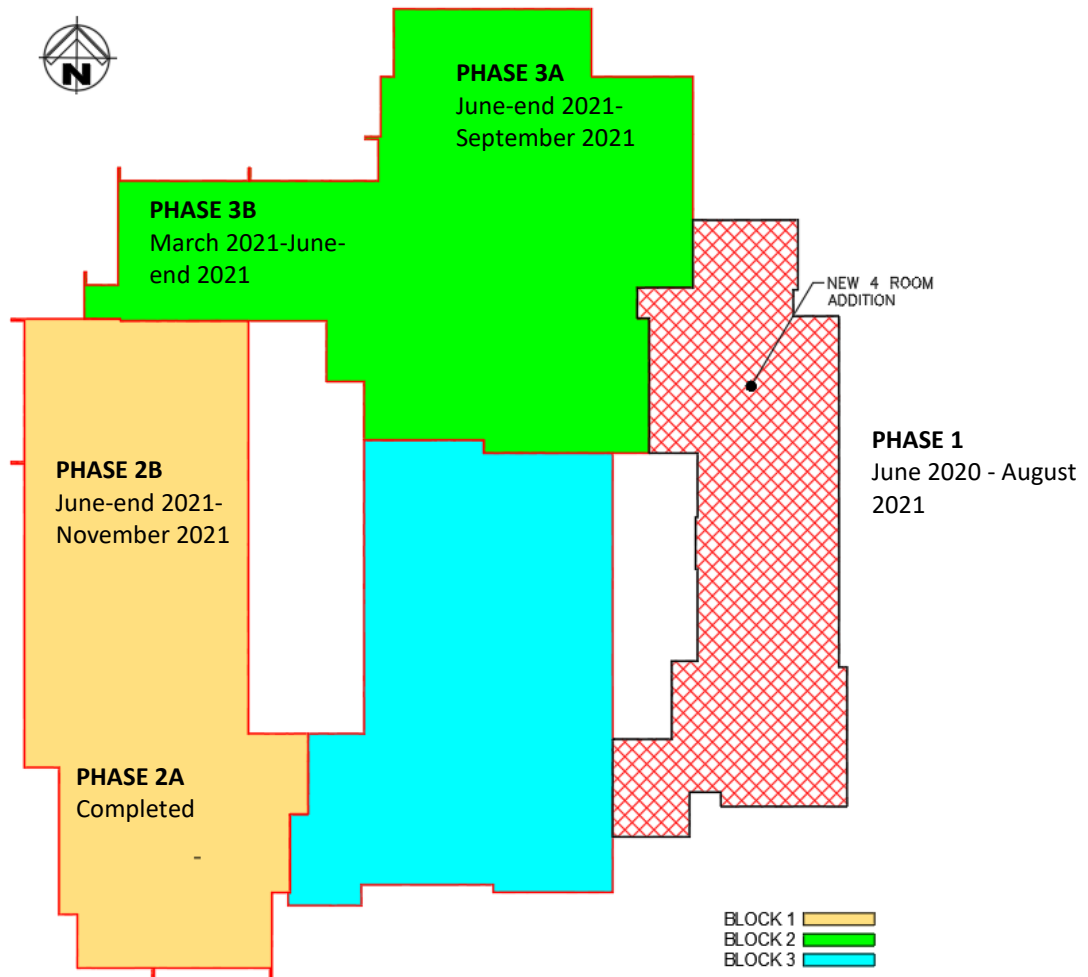 N
PHASE 3A
June-end 2021-
September 2021
PHASE 3B
March 2021-June-
end 2021
NEW 4 ROOM
ADDITION
PHASE 1
June 2020 - August
2021
PHASE 2B
June-end 2021-
November 2021
PHASE 2A
Completed
-
BLOCK 1
BLOCK 2
BLOCK 3